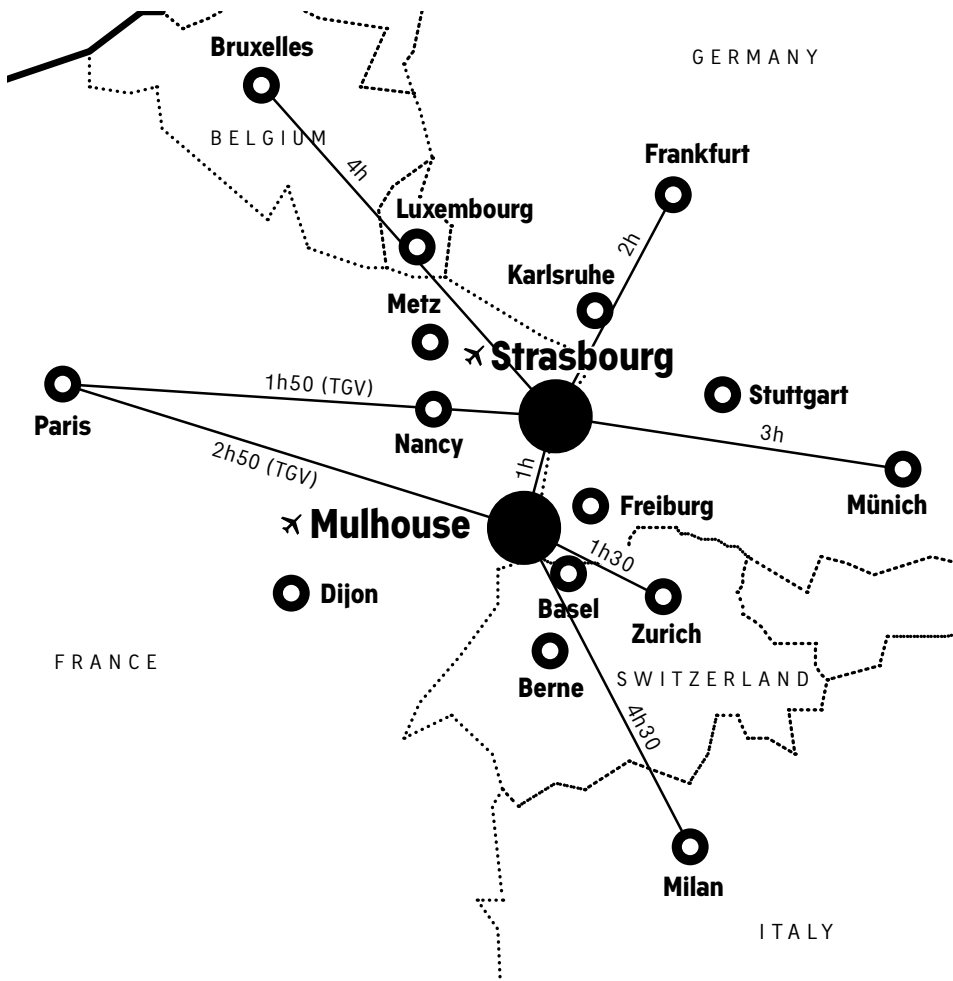 Bruxelles
GERMANY
BELGIUM
Frankfurt
4h
Luxembourg
2h
Karlsruhe
Metz
Strasbourg
1h50 (TGV)
Stuttgart
Paris
Nancy
3h
2h50 (TGV)
1h
Münich
Freiburg
Mulhouse
1h30
Dijon
Basel
Zurich
FRANCE
SWITZERLAND
Berne
4h30
Milan
ITALY